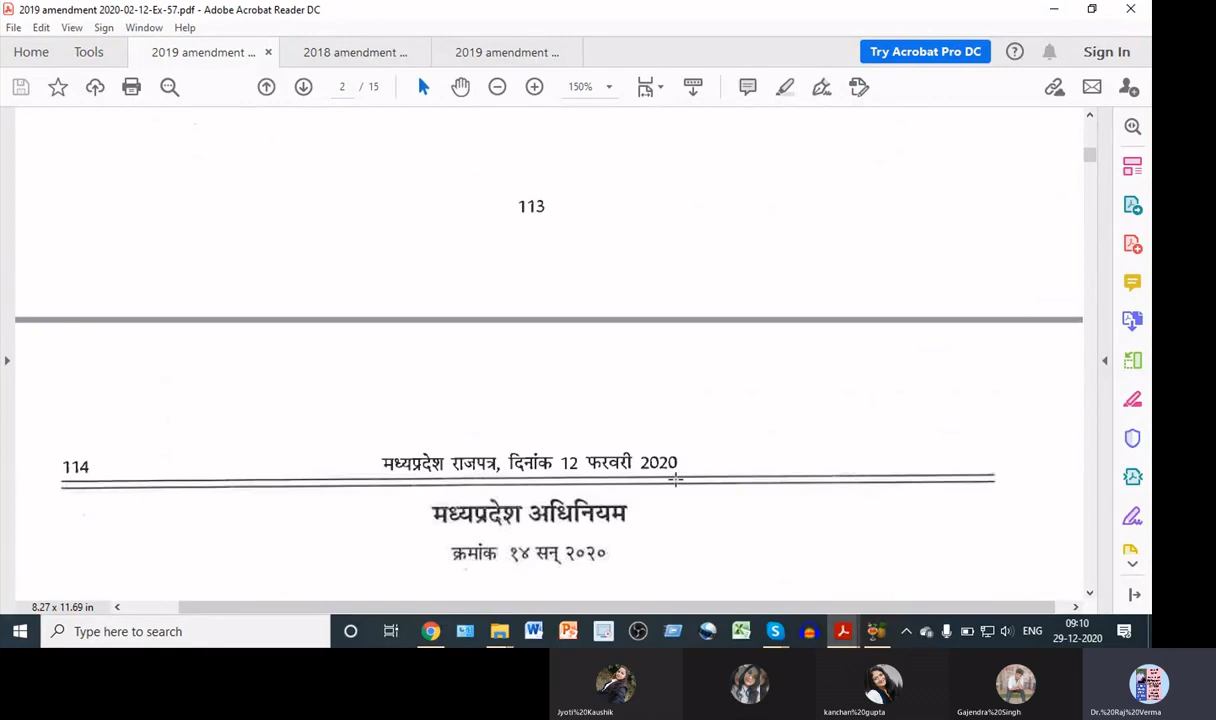 2019 amendment 2020-02-12-Ex-57.pdf - Adobe Acrobat Reader DC
File Edit View Sign Window Help
Home Tools 2019 amendment ... × 2018 amendment ... 2019 amendment ... Try Acrobat Pro DC Sign In
2 / 15 150%
113
114 मध्यप्रदेश राजपत्र, दिनांक 12 फरवरी 2020
मध्यप्रदेश अधिनियम
क्रमांक १४ सन् २०२०
8.27 x 11.69 in
Type here to search ENG 09:10
29-12-2020
Jyoti%20Kaushik kanchan%20gupta Gajendra%20Singh Dr.%20Raj%20Verma